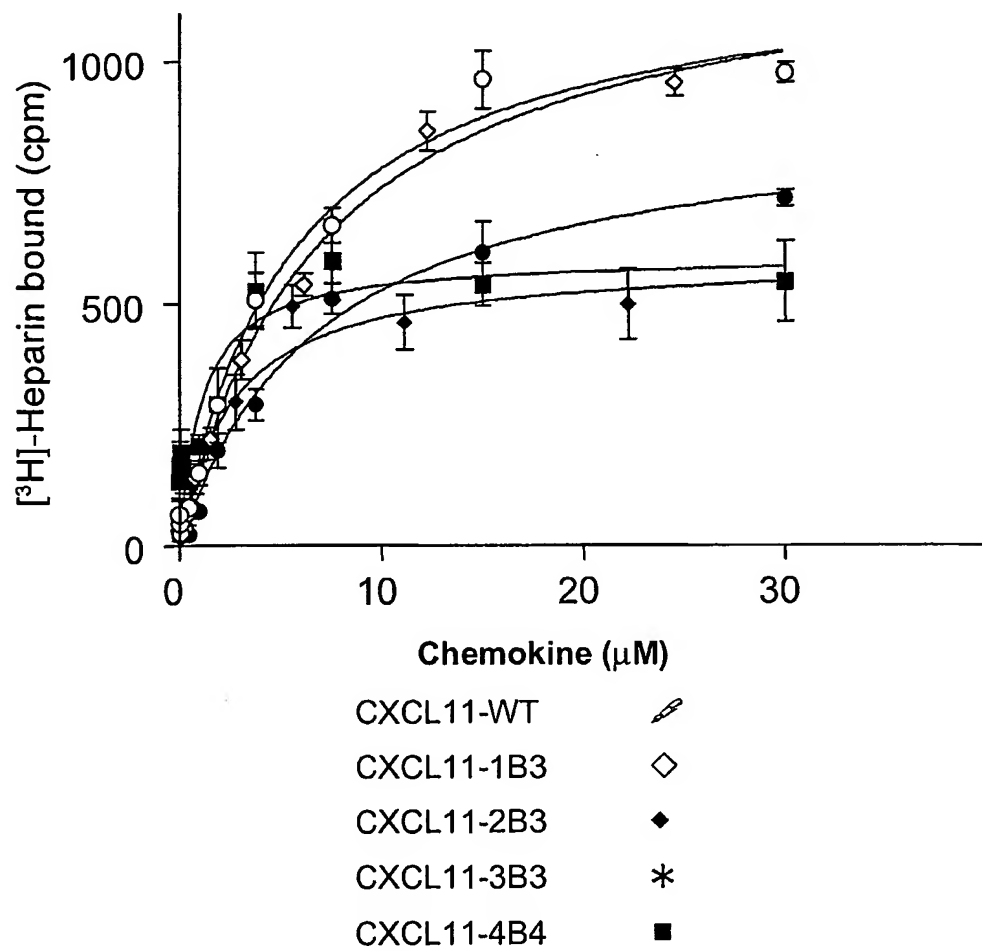 1000
500
0
[³H]-Heparin bound (cpm)
0 10 20 30
Chemokine (μM)
CXCL11-WT
CXCL11-1B3
CXCL11-2B3
CXCL11-3B3
CXCL11-4B4